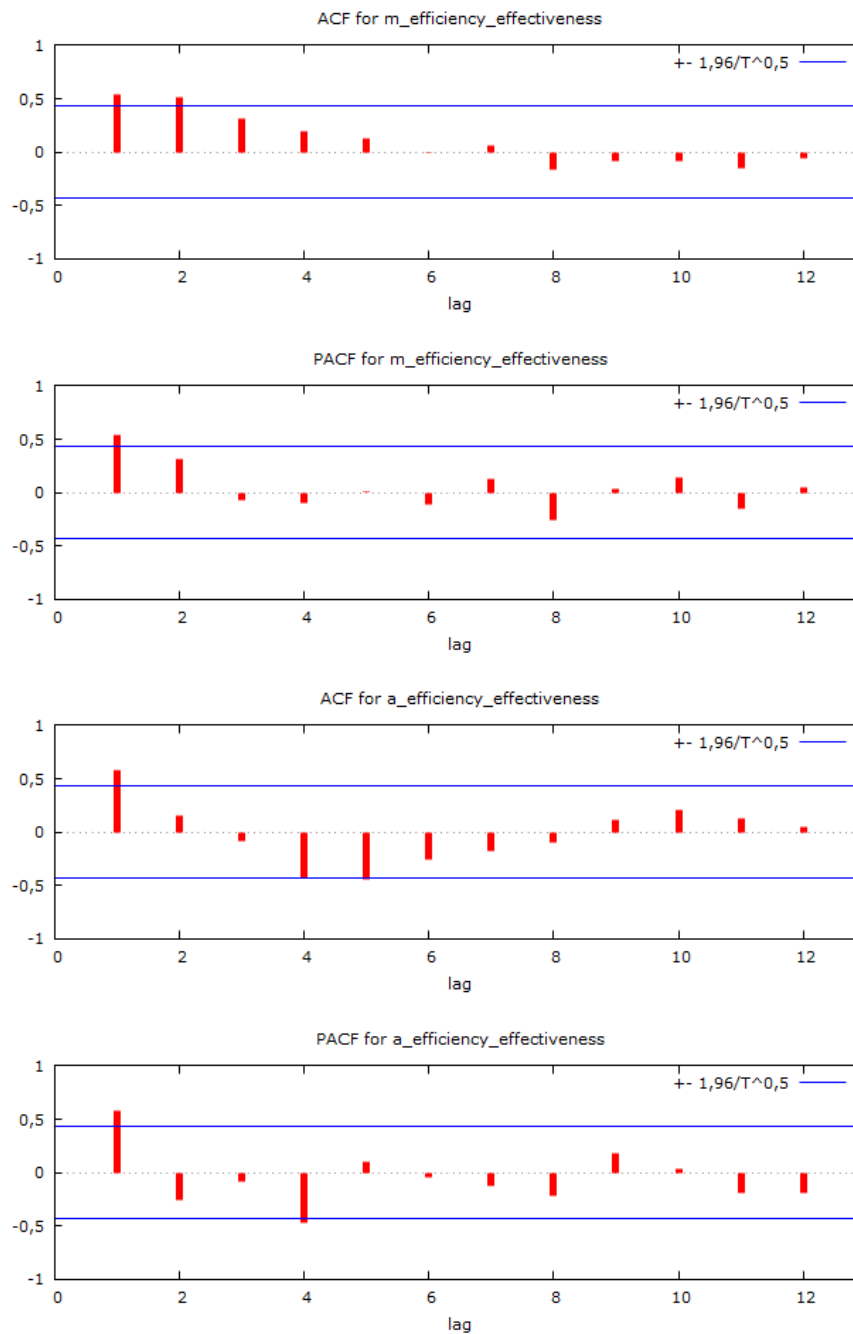 ACF for m_efficiency_effectiveness
1
+- 1,96/T^0,5
0,5
0
-0,5
-1
0 2 4 6 8 10 12
lag
PACF for m_efficiency_effectiveness
1
+- 1,96/T^0,5
0,5
0
-0,5
-1
0 2 4 6 8 10 12
lag
ACF for a_efficiency_effectiveness
1
+- 1,96/T^0,5
0,5
0
-0,5
-1
0 2 4 6 8 10 12
lag
PACF for a_efficiency_effectiveness
1
+- 1,96/T^0,5
0,5
0
-0,5
-1
0 2 4 6 8 10 12
lag